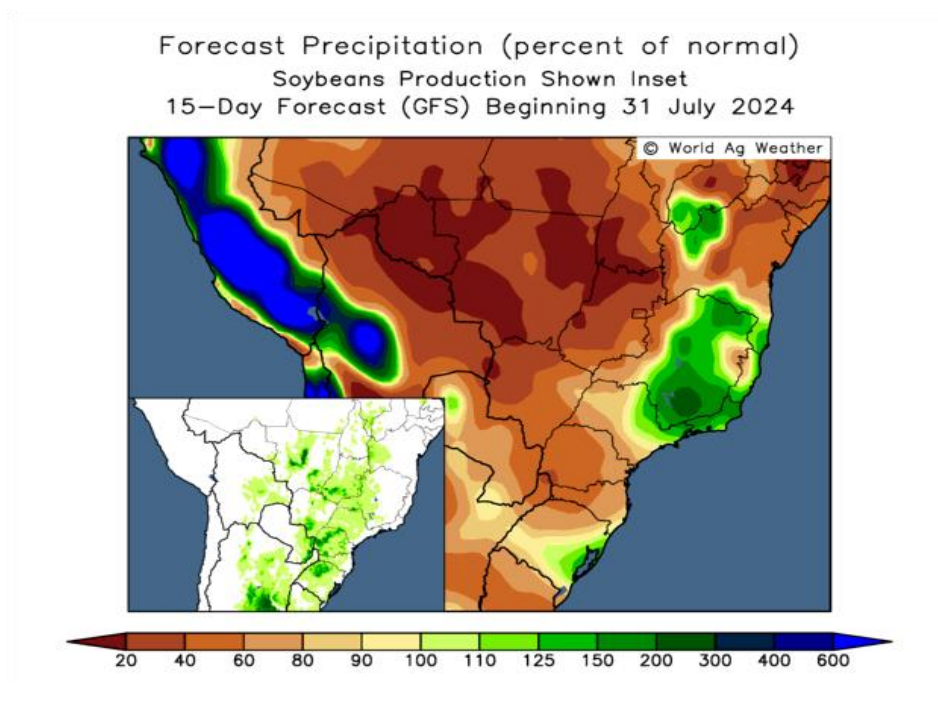 Forecast Precipitation (percent of normal)
Soybeans Production Shown Inset
15-Day Forecast (GFS) Beginning 31 July 2024
© World Ag Weather
20 40 60 80 90 100 110 125 150 200 300 400 600